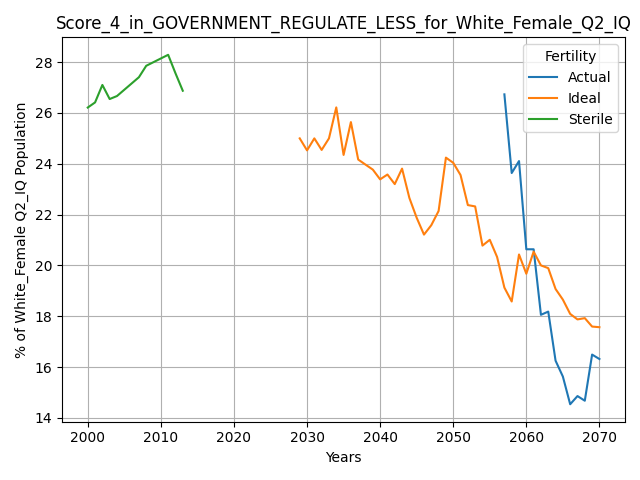 Score_4_in_GOVERNMENT_REGULATE_LESS_for_White_Female_Q2_IQ
% of White_Female Q2_IQ Population
28
26
24
22
20
18
16
14
Fertility
Actual
Ideal
Sterile
2000 2010 2020 2030 2040 2050 2060 2070
Years